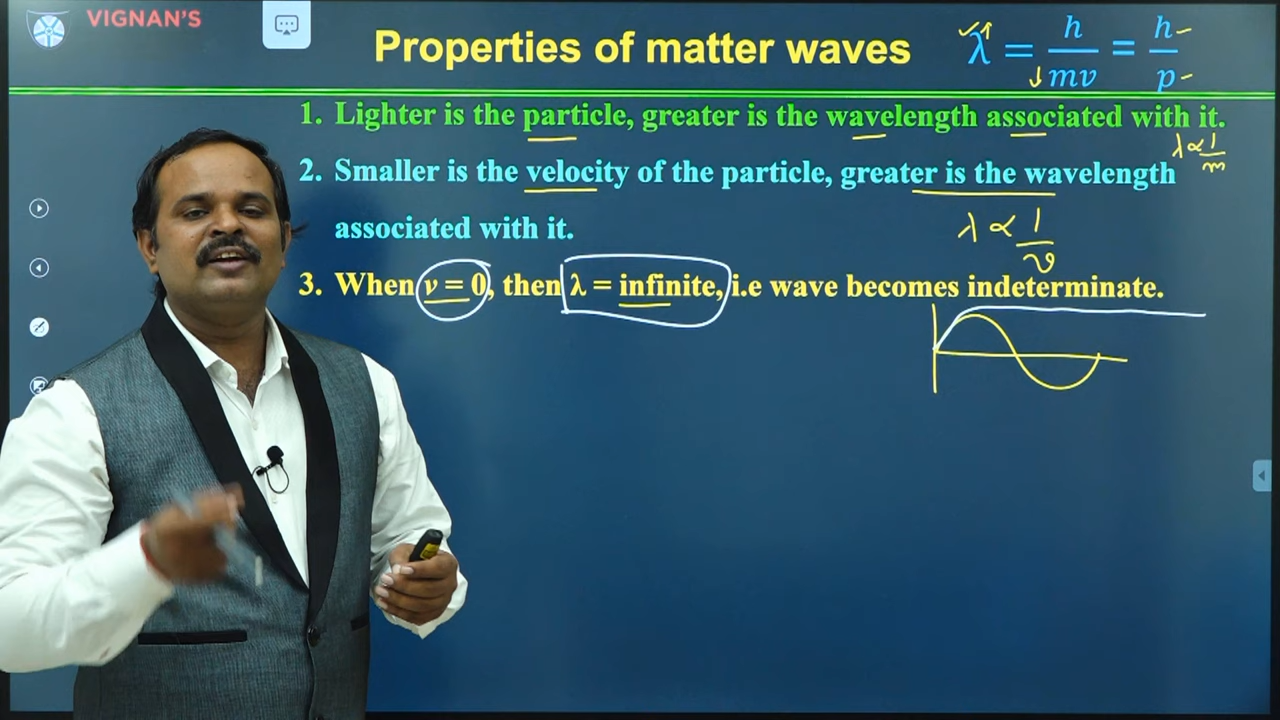 VIGNAN'S
Properties of matter waves
λ = h/mv = h/p
1. Lighter is the particle, greater is the wavelength associated with it.
λ ∝ 1/m
2. Smaller is the velocity of the particle, greater is the wavelength
associated with it.
λ ∝ 1/v
3. When v = 0, then λ = infinite, i.e wave becomes indeterminate.